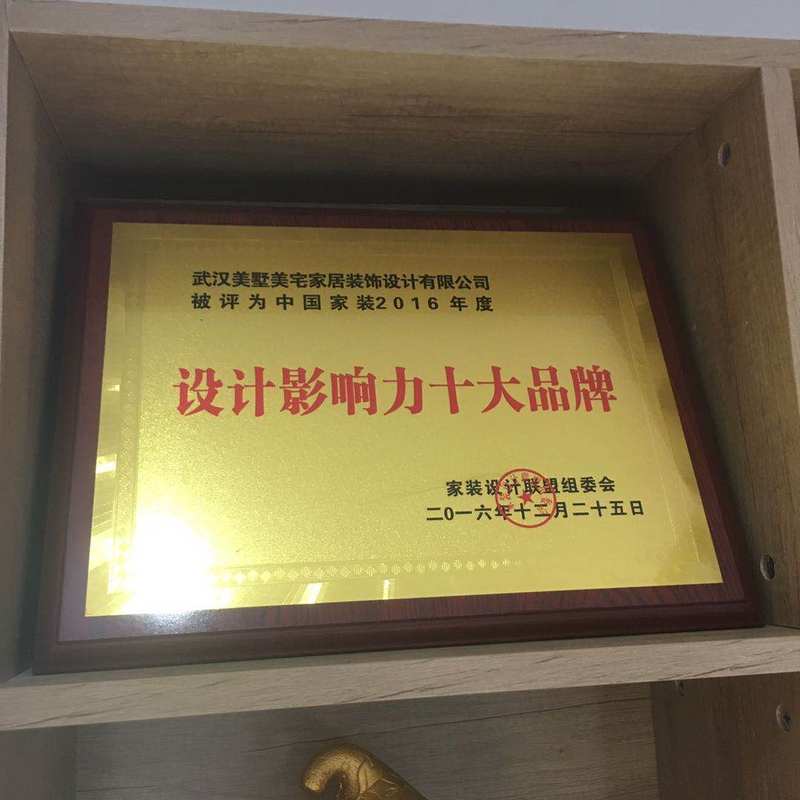 武汉美墅美宅家居装饰设计有限公司
被评为中国家装2016年度
设计影响力十大品牌
家装设计联盟组委会
二0一六年十二月二十五日